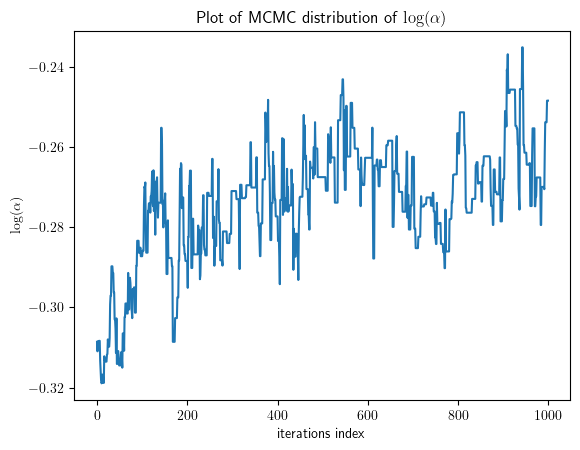 Plot of MCMC distribution of log(α)
−0.24
−0.26
−0.28
−0.30
−0.32
log(α)
0 200 400 600 800 1000
iterations index